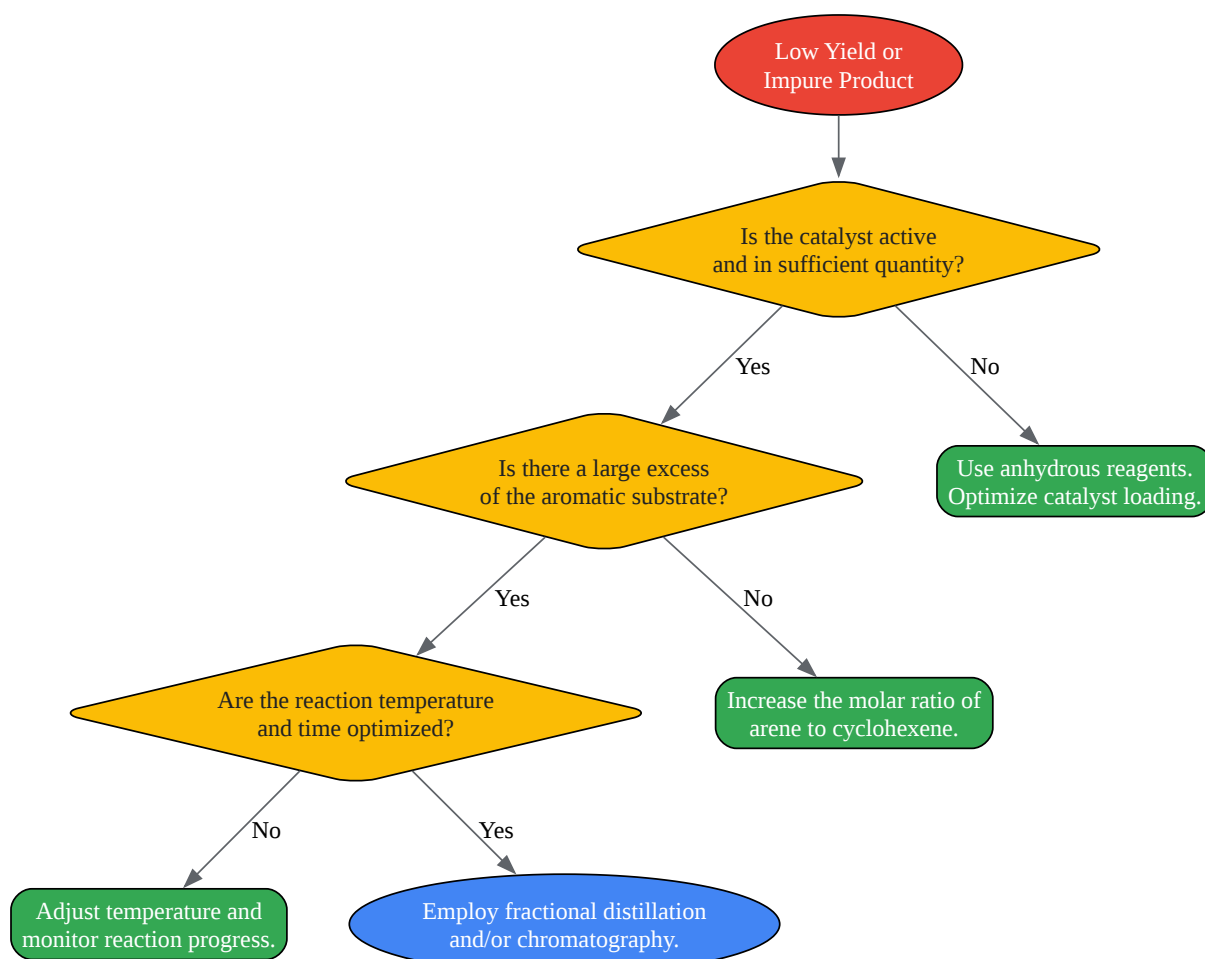 Low Yield or
Impure Product
Is the catalyst active
and in sufficient quantity?
Yes
No
Is there a large excess
of the aromatic substrate?
Use anhydrous reagents.
Optimize catalyst loading.
Yes
No
Are the reaction temperature
and time optimized?
Increase the molar ratio of
arene to cyclohexene.
No
Yes
Adjust temperature and
monitor reaction progress.
Employ fractional distillation
and/or chromatography.